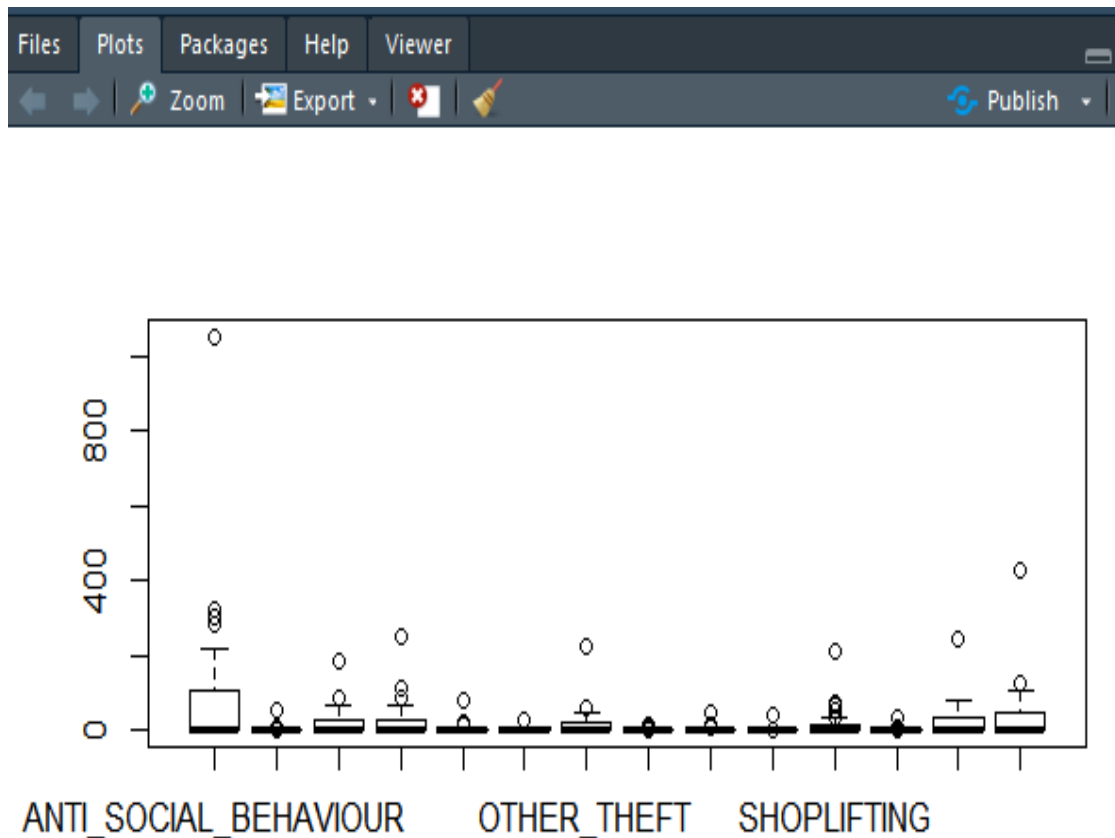 Files Plots Packages Help Viewer
Zoom Export Publish
800
400
0
ANTI_SOCIAL_BEHAVIOUR OTHER_THEFT SHOPLIFTING